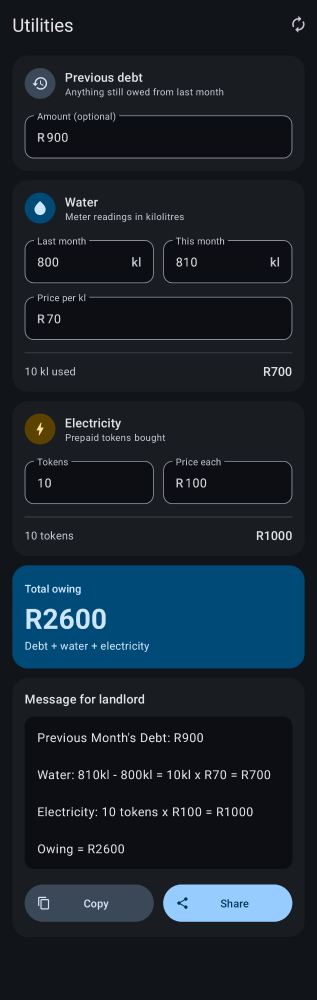 Utilities
Previous debt
Anything still owed from last month
Amount (optional)
R 900
Water
Meter readings in kilolitres
Last month
This month
800 kl
810 kl
Price per kl
R 70
10 kl used
R700
Electricity
Prepaid tokens bought
Tokens
Price each
10
R 100
10 tokens
R1000
Total owing
R2600
Debt + water + electricity
Message for landlord
Previous Month's Debt: R900
Water: 810kl - 800kl = 10kl x R70 = R700
Electricity: 10 tokens x R100 = R1000
Owing = R2600
Copy
Share